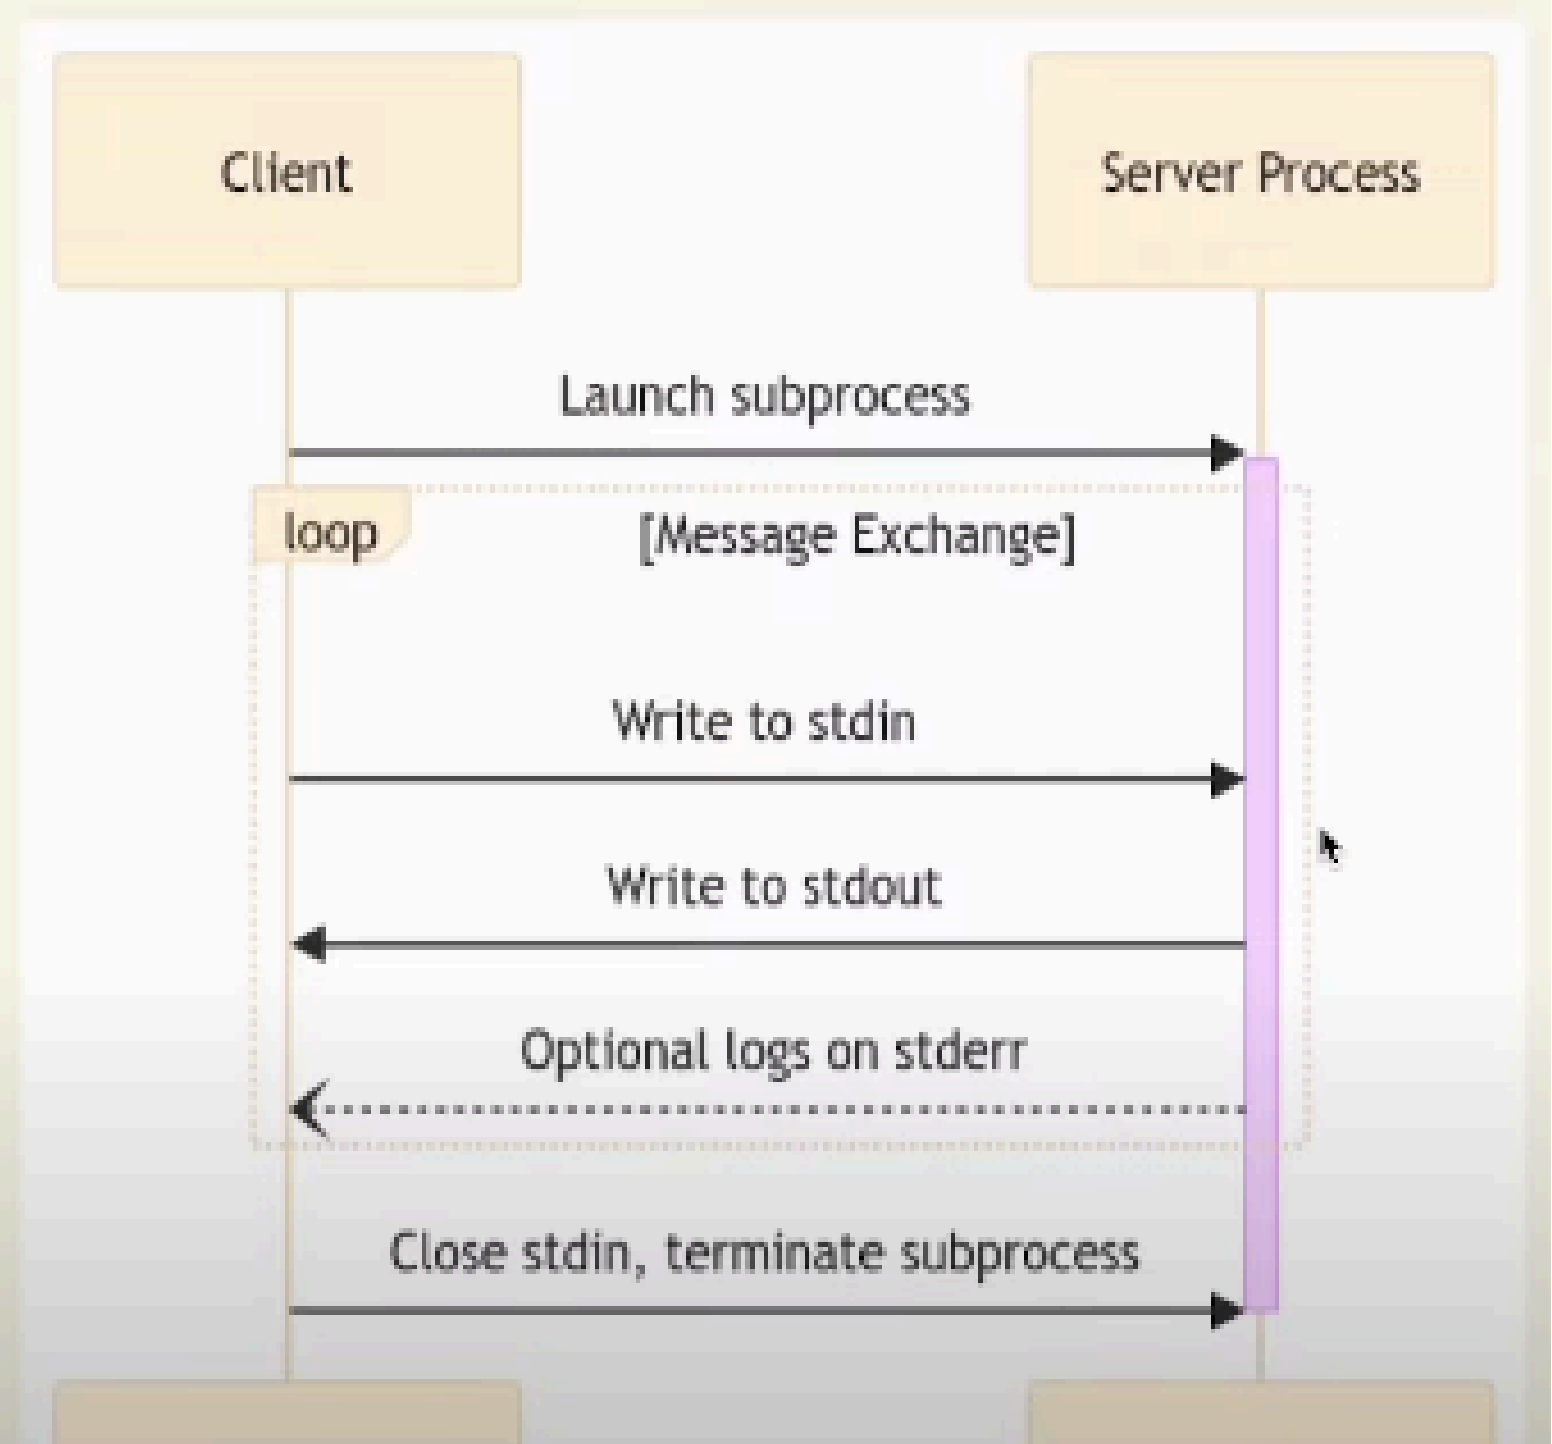 Client
Server Process
Launch subprocess
loop
[Message Exchange]
Write to stdin
Write to stdout
Optional logs on stderr
Close stdin, terminate subprocess